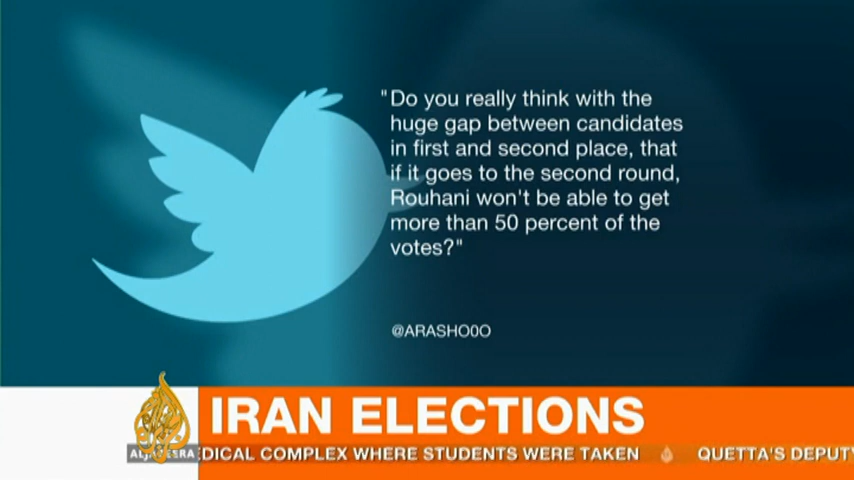 "Do you really think with the
huge gap between candidates
in first and second place, that
if it goes to the second round,
Rouhani won't be able to get
more than 50 percent of the
votes?"
@ARASHO0O
IRAN ELECTIONS
ALJAZEERA EDICAL COMPLEX WHERE STUDENTS WERE TAKEN QUETTA'S DEPUTY